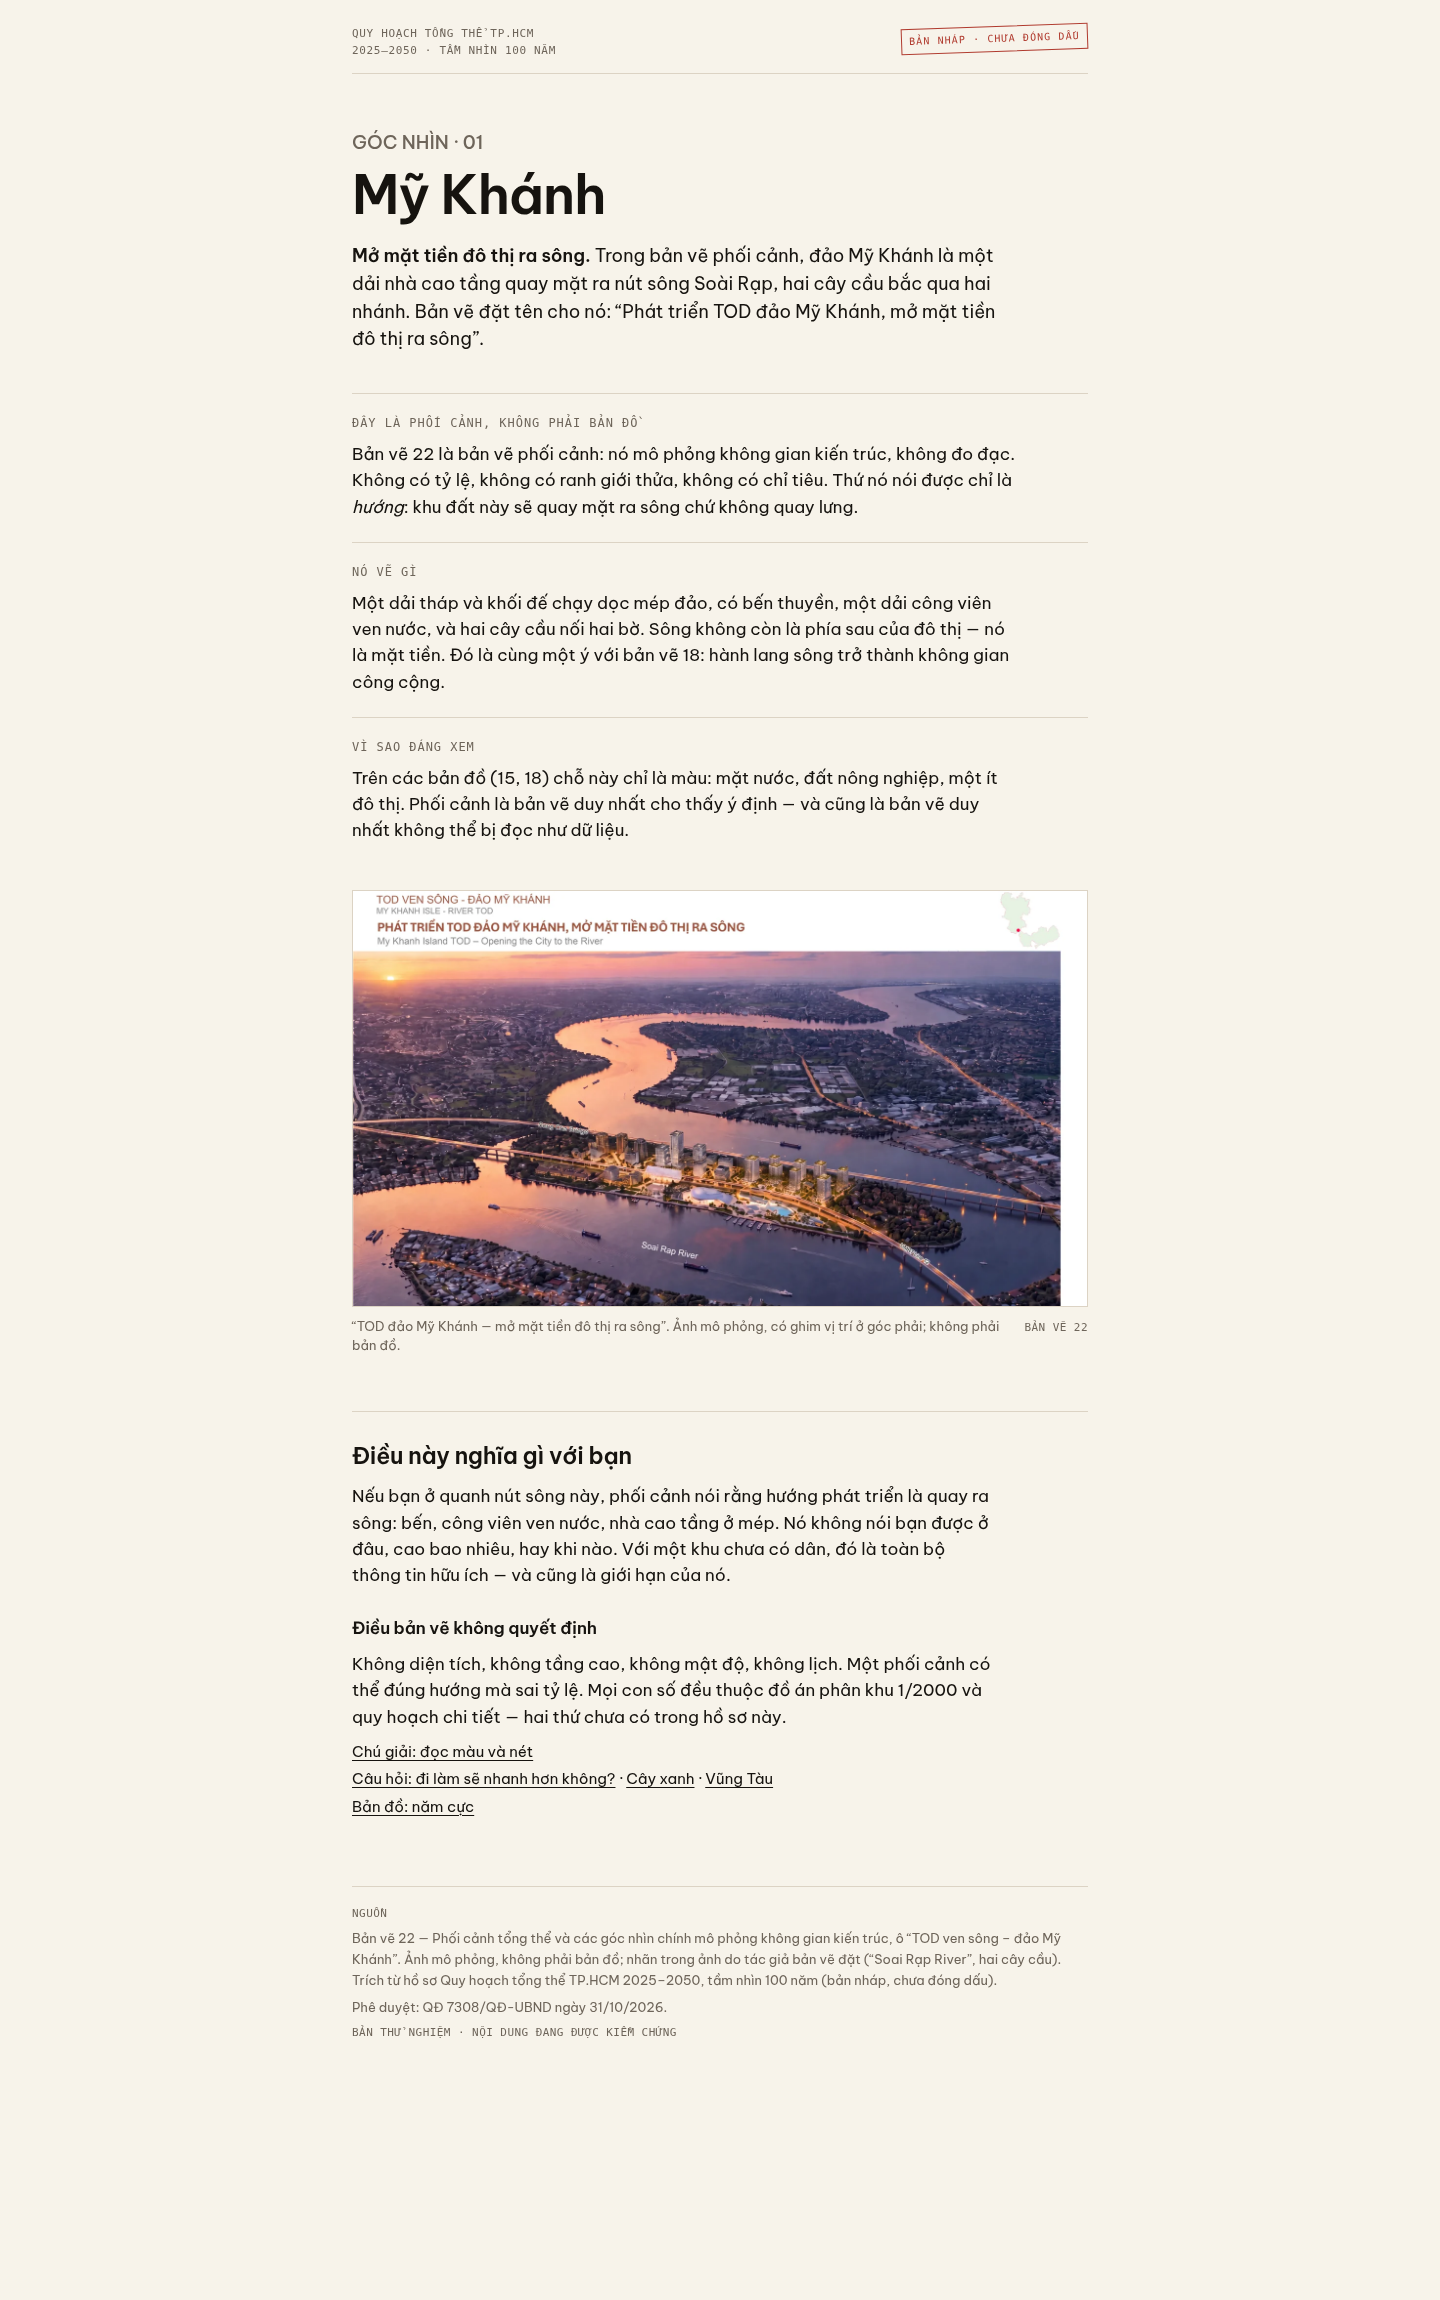 QUY HOẠCH TỔNG THỂ TP.HCM
2025–2050 · TẦM NHÌN 100 NĂM
BẢN NHÁP · CHƯA ĐÓNG DẤU
GÓC NHÌN · 01
Mỹ Khánh
Mở mặt tiền đô thị ra sông. Trong bản vẽ phối cảnh, đảo Mỹ Khánh là một
dải nhà cao tầng quay mặt ra nút sông Soài Rạp, hai cây cầu bắc qua hai
nhánh. Bản vẽ đặt tên cho nó: “Phát triển TOD đảo Mỹ Khánh, mở mặt tiền
đô thị ra sông”.
ĐÂY LÀ PHỐI CẢNH, KHÔNG PHẢI BẢN ĐỒ
Bản vẽ 22 là bản vẽ phối cảnh: nó mô phỏng không gian kiến trúc, không đo đạc.
Không có tỷ lệ, không có ranh giới thửa, không có chỉ tiêu. Thứ nó nói được chỉ là
hướng: khu đất này sẽ quay mặt ra sông chứ không quay lưng.
NÓ VẼ GÌ
Một dải tháp và khối đế chạy dọc mép đảo, có bến thuyền, một dải công viên
ven nước, và hai cây cầu nối hai bờ. Sông không còn là phía sau của đô thị — nó
là mặt tiền. Đó là cùng một ý với bản vẽ 18: hành lang sông trở thành không gian
công cộng.
VÌ SAO ĐÁNG XEM
Trên các bản đồ (15, 18) chỗ này chỉ là màu: mặt nước, đất nông nghiệp, một ít
đô thị. Phối cảnh là bản vẽ duy nhất cho thấy ý định — và cũng là bản vẽ duy
nhất không thể bị đọc như dữ liệu.
TOD VEN SÔNG - ĐẢO MỸ KHÁNH
MY KHANH ISLE - RIVER TOD
PHÁT TRIỂN TOD ĐẢO MỸ KHÁNH, MỞ MẶT TIỀN ĐÔ THỊ RA SÔNG
My Khanh Island TOD – Opening the City to the River
Soai Rap River
“TOD đảo Mỹ Khánh — mở mặt tiền đô thị ra sông”. Ảnh mô phỏng, có ghim vị trí ở góc phải; không phải
bản đồ.
BẢN VẼ 22
Điều này nghĩa gì với bạn
Nếu bạn ở quanh nút sông này, phối cảnh nói rằng hướng phát triển là quay ra
sông: bến, công viên ven nước, nhà cao tầng ở mép. Nó không nói bạn được ở
đâu, cao bao nhiêu, hay khi nào. Với một khu chưa có dân, đó là toàn bộ
thông tin hữu ích — và cũng là giới hạn của nó.
Điều bản vẽ không quyết định
Không diện tích, không tầng cao, không mật độ, không lịch. Một phối cảnh có
thể đúng hướng mà sai tỷ lệ. Mọi con số đều thuộc đồ án phân khu 1/2000 và
quy hoạch chi tiết — hai thứ chưa có trong hồ sơ này.
Chú giải: đọc màu và nét
Câu hỏi: đi làm sẽ nhanh hơn không? · Cây xanh · Vũng Tàu
Bản đồ: năm cực
NGUỒN
Bản vẽ 22 — Phối cảnh tổng thể và các góc nhìn chính mô phỏng không gian kiến trúc, ô “TOD ven sông – đảo Mỹ
Khánh”. Ảnh mô phỏng, không phải bản đồ; nhãn trong ảnh do tác giả bản vẽ đặt (“Soai Rạp River”, hai cây cầu).
Trích từ hồ sơ Quy hoạch tổng thể TP.HCM 2025–2050, tầm nhìn 100 năm (bản nháp, chưa đóng dấu).
Phê duyệt: QĐ 7308/QĐ-UBND ngày 31/10/2026.
BẢN THỬ NGHIỆM · NỘI DUNG ĐANG ĐƯỢC KIỂM CHỨNG